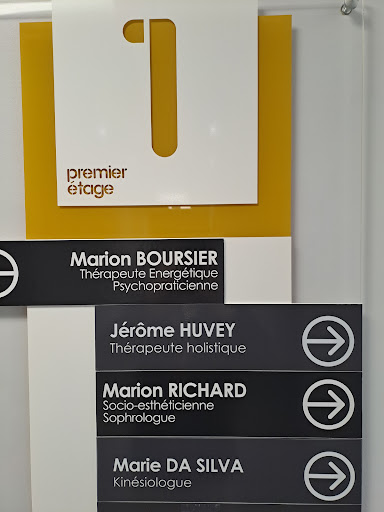 1
premier
étage
Marion BOURSIER
Thérapeute Energétique
Psychopraticienne
Jérôme HUVEY
Thérapeute holistique
Marion RICHARD
Socio-esthéticienne
Sophrologue
Marie DA SILVA
Kinésiologue